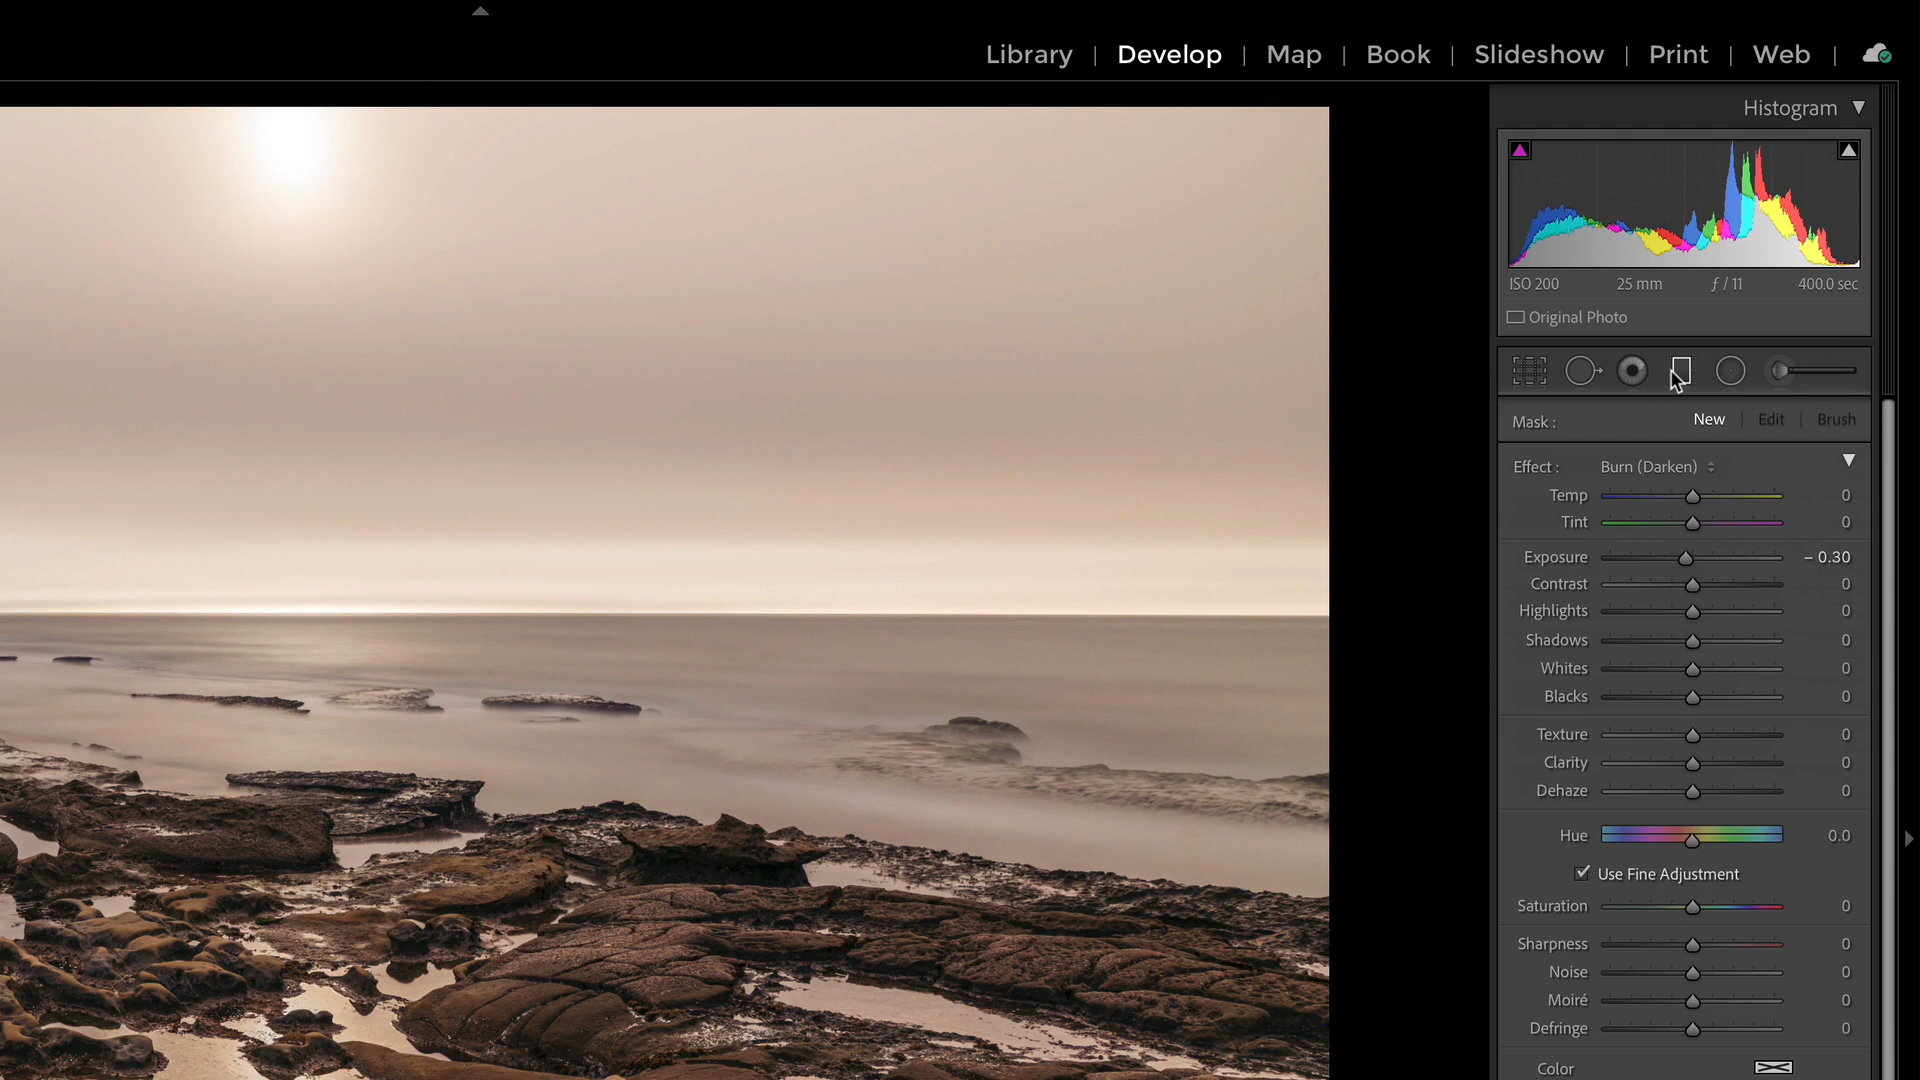 Library | Develop | Map | Book | Slideshow | Print | Web |
Histogram
ISO 200 25 mm ƒ / 11 400.0 sec
Original Photo
Mask : New | Edit | Brush
Effect : Burn (Darken)
Temp 0
Tint 0
Exposure – 0.30
Contrast 0
Highlights 0
Shadows 0
Whites 0
Blacks 0
Texture 0
Clarity 0
Dehaze 0
Hue 0.0
Use Fine Adjustment
Saturation 0
Sharpness 0
Noise 0
Moiré 0
Defringe 0
Color